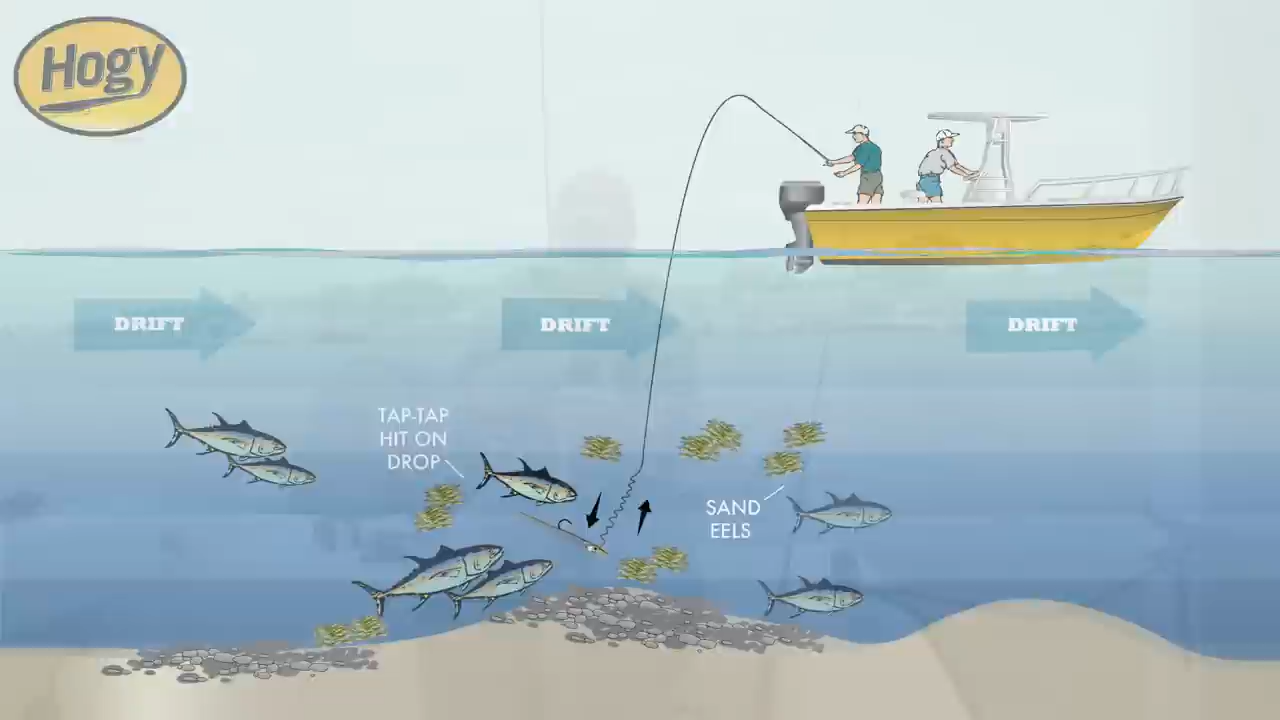 Hogy
DRIFT
DRIFT
DRIFT
TAP-TAP
HIT ON
DROP
SAND
EELS